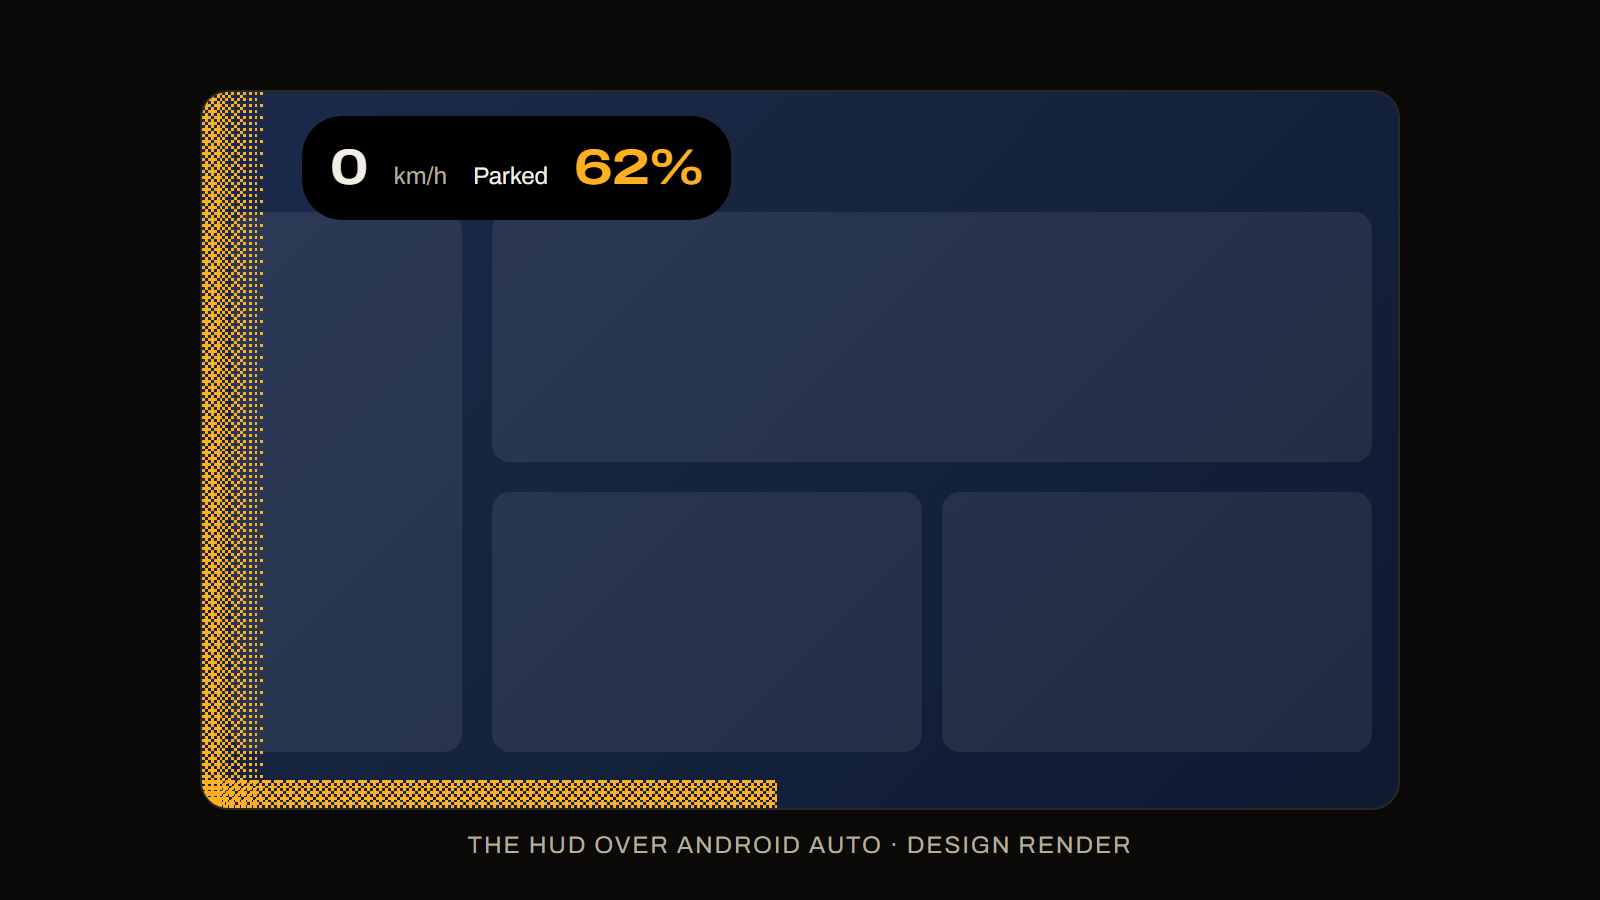 0 km/h Parked 62%
THE HUD OVER ANDROID AUTO · DESIGN RENDER